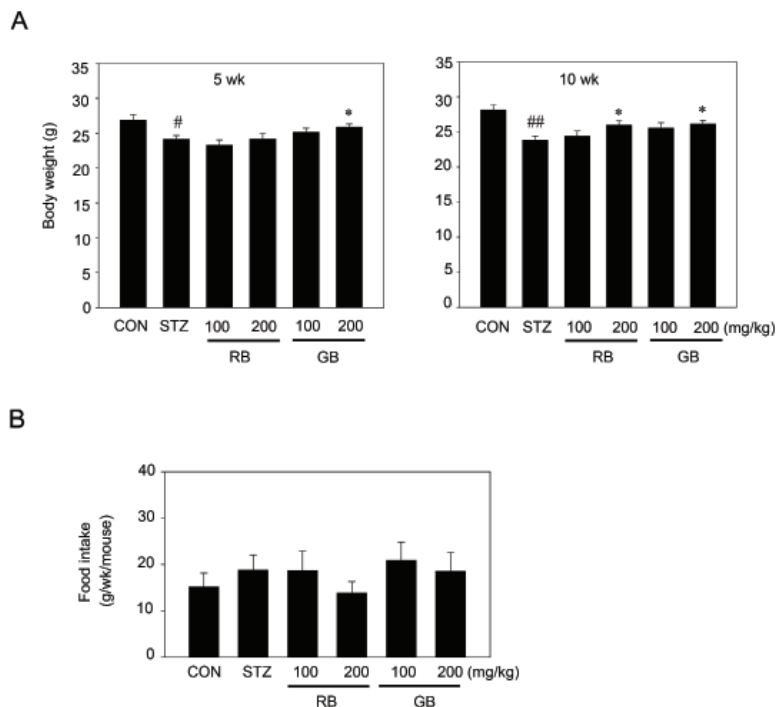 A
5 wk
10 wk
Body weight (g)
35
30
25
20
15
10
5
0
#
*
CON STZ 100 200 100 200
RB GB
35
30
25
20
15
10
5
0
##
*
*
CON STZ 100 200 100 200 (mg/kg)
RB GB
B
Food intake
(g/wk/mouse)
40
30
20
10
0
CON STZ 100 200 100 200 (mg/kg)
RB GB